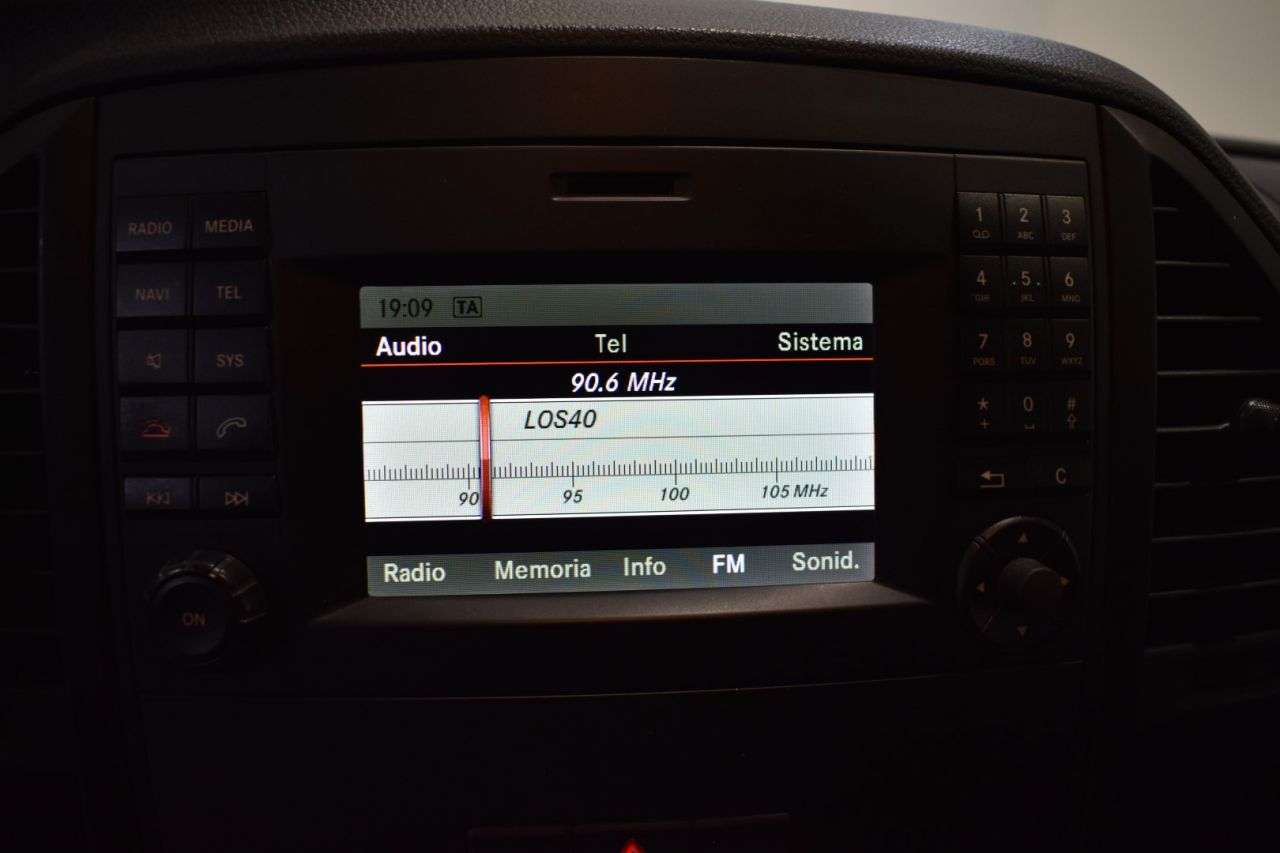 RADIO MEDIA
NAVI TEL
SYS
ON
19:09 TA
Audio Tel Sistema
90.6 MHz
LOS40
90 95 100 105 MHz
Radio Memoria Info FM Sonid.
1 2 3
ABC DEF
4 .5. 6
GHI JKL MNO
7 8 9
PQRS TUV WXYZ
* 0 #
+
C